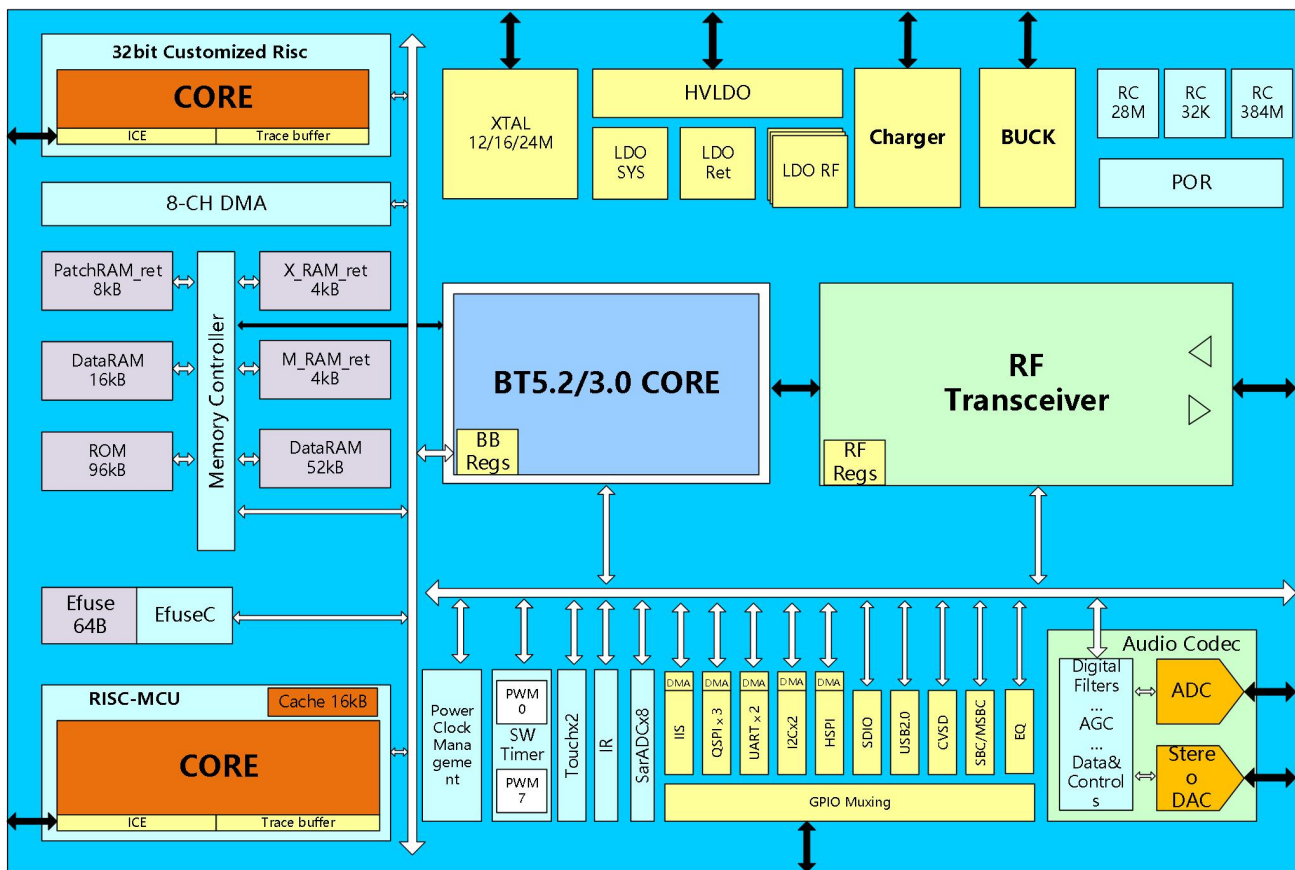 32bit Customized Risc
CORE
ICE
Trace buffer
8-CH DMA
PatchRAM_ret
8kB
X_RAM_ret
4kB
DataRAM
16kB
M_RAM_ret
4kB
ROM
96kB
DataRAM
52kB
Memory Controller
Efuse
64B
EfuseC
RISC-MCU
Cache 16kB
CORE
ICE
Trace buffer
XTAL
12/16/24M
HVLDO
LDO
SYS
LDO
Ret
LDO RF
Charger
BUCK
RC
28M
RC
32K
RC
384M
POR
BT5.2/3.0 CORE
BB
Regs
RF
Transceiver
RF
Regs
Power
Clock
Manag
ement
PWM
0
SW
Timer
PWM
7
Touchx2
IR
SarADCx8
DMA
IIS
DMA
QSPI x 3
DMA
UART x 2
DMA
I2Cx2
DMA
HSPI
SDIO
USB2.0
CVSD
SBC/MSBC
EQ
GPIO Muxing
Audio Codec
Digital
Filters
...
AGC
...
Data&
Control
s
ADC
Stere
o
DAC